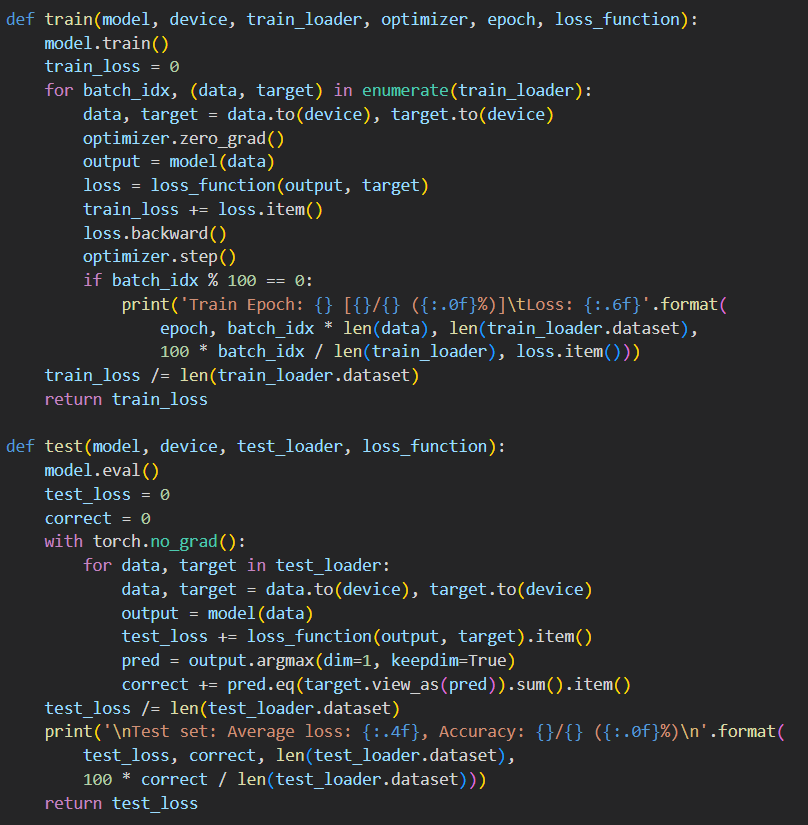 def train(model, device, train_loader, optimizer, epoch, loss_function):
    model.train()
    train_loss = 0
    for batch_idx, (data, target) in enumerate(train_loader):
        data, target = data.to(device), target.to(device)
        optimizer.zero_grad()
        output = model(data)
        loss = loss_function(output, target)
        train_loss += loss.item()
        loss.backward()
        optimizer.step()
        if batch_idx % 100 == 0:
            print('Train Epoch: {} [{}/{} ({:.0f}%)]\tLoss: {:.6f}'.format(
                epoch, batch_idx * len(data), len(train_loader.dataset),
                100 * batch_idx / len(train_loader), loss.item()))
    train_loss /= len(train_loader.dataset)
    return train_loss

def test(model, device, test_loader, loss_function):
    model.eval()
    test_loss = 0
    correct = 0
    with torch.no_grad():
        for data, target in test_loader:
            data, target = data.to(device), target.to(device)
            output = model(data)
            test_loss += loss_function(output, target).item()
            pred = output.argmax(dim=1, keepdim=True)
            correct += pred.eq(target.view_as(pred)).sum().item()
    test_loss /= len(test_loader.dataset)
    print('\nTest set: Average loss: {:.4f}, Accuracy: {}/{} ({:.0f}%)\n'.format(
        test_loss, correct, len(test_loader.dataset),
        100 * correct / len(test_loader.dataset)))
    return test_loss